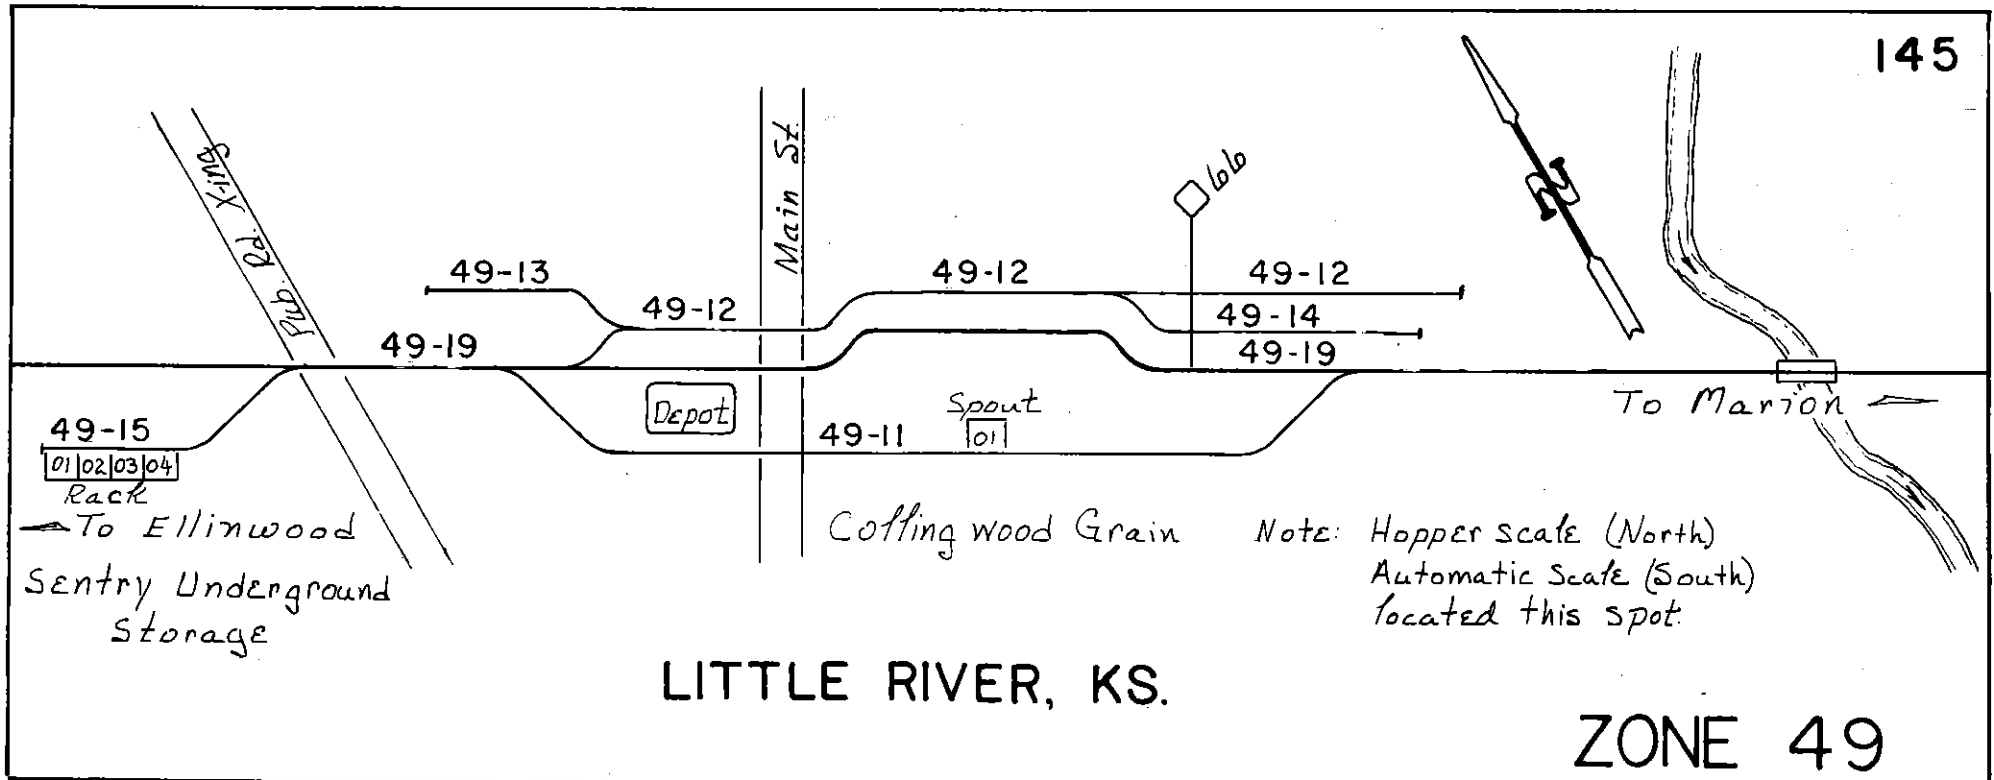 145
Pub. Rd. X-ing
Main St.
66
N
49-13
49-12
49-12
49-12
49-14
49-19
49-19
Depot
Spout
01
49-11
49-15
01 02 03 04
Rack
To Ellinwood
Sentry Underground
Storage
To Marion
Collingwood Grain
Note: Hopper scale (North)
Automatic Scale (South)
located this spot.
LITTLE RIVER, KS.
ZONE 49